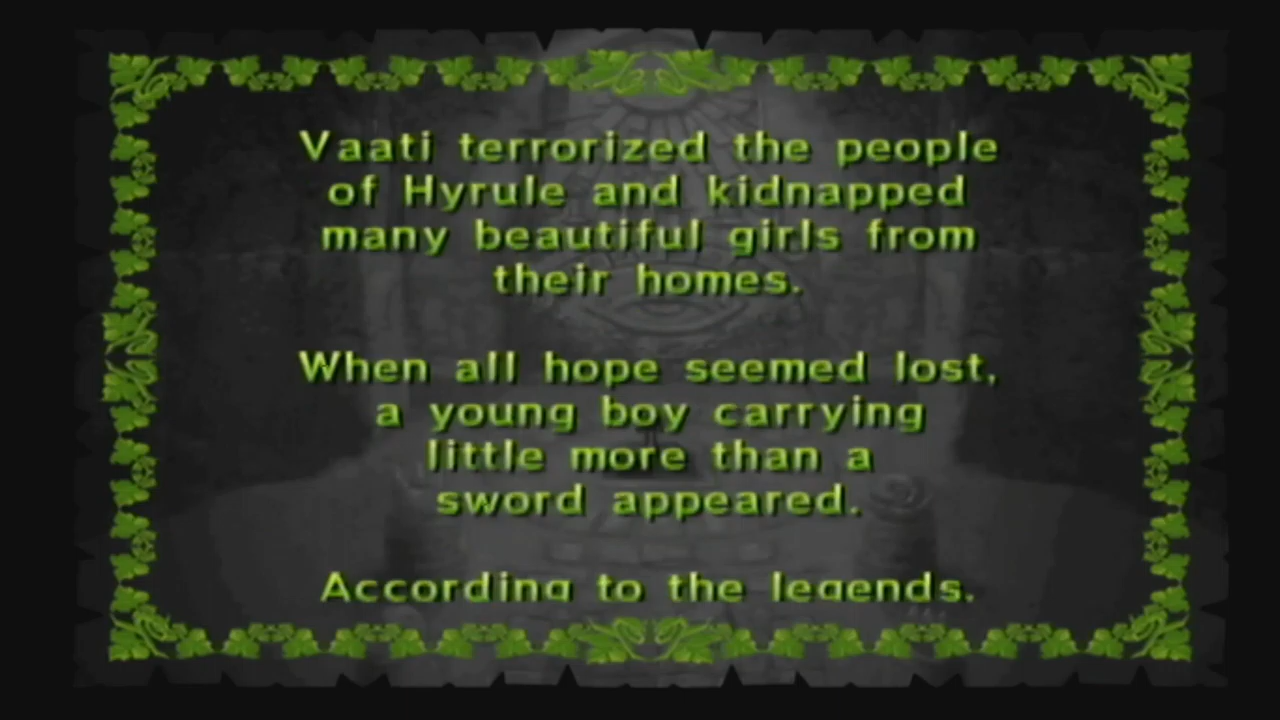 Vaati terrorized the people
of Hyrule and kidnapped
many beautiful girls from
their homes.
When all hope seemed lost,
a young boy carrying
little more than a
sword appeared.
According to the legends,